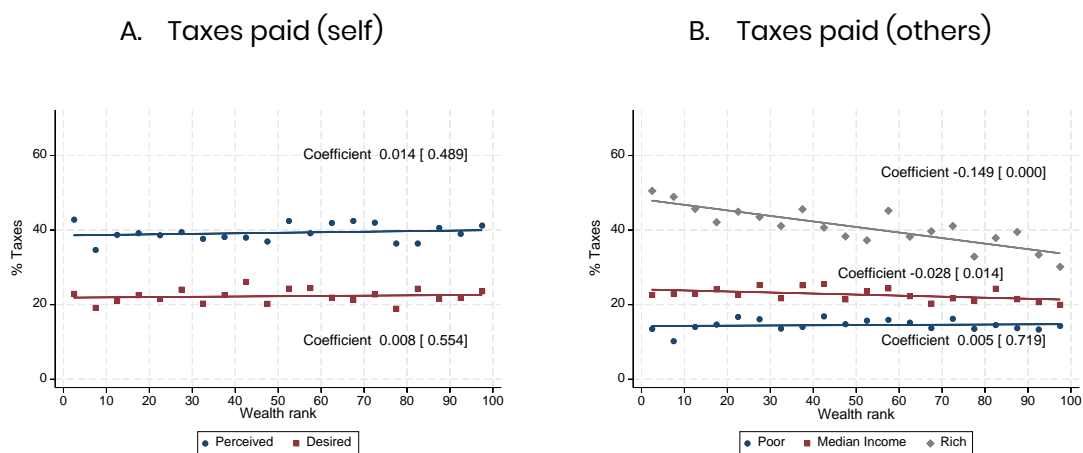 A. Taxes paid (self)
60
40
20
0
% Taxes
Coefficient 0.014 [ 0.489]
Coefficient 0.008 [ 0.554]
0 10 20 30 40 50 60 70 80 90 100
Wealth rank
Perceived Desired
B. Taxes paid (others)
60
40
20
0
% Taxes
Coefficient -0.149 [ 0.000]
Coefficient -0.028 [ 0.014]
Coefficient 0.005 [ 0.719]
0 10 20 30 40 50 60 70 80 90 100
Wealth rank
Poor Median Income Rich